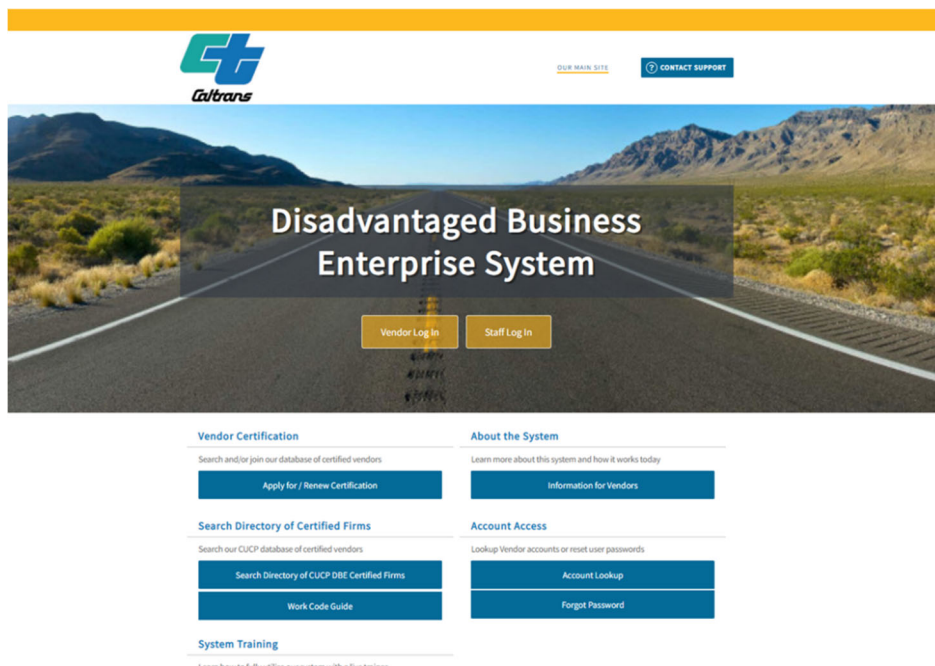 Caltrans
OUR MAIN SITE
? CONTACT SUPPORT
Disadvantaged Business
Enterprise System
Vendor Log In
Staff Log In
Vendor Certification
Search and/or join our database of certified vendors
Apply for / Renew Certification
About the System
Learn more about this system and how it works today
Information for Vendors
Search Directory of Certified Firms
Search our CUCP database of certified vendors
Search Directory of CUCP DBE Certified Firms
Work Code Guide
Account Access
Lookup Vendor accounts or reset user passwords
Account Lookup
Forgot Password
System Training